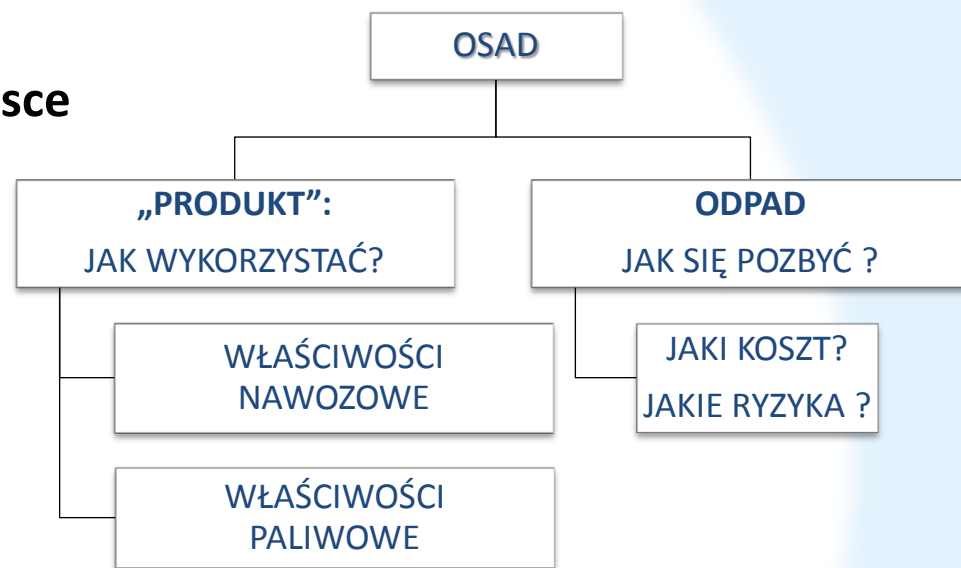 OSAD
sce
„PRODUKT”:
JAK WYKORZYSTAĆ?
ODPAD
JAK SIĘ POZBYĆ ?
WŁAŚCIWOŚCI
NAWOZOWE
JAKI KOSZT?
JAKIE RYZYKA ?
WŁAŚCIWOŚCI
PALIWOWE